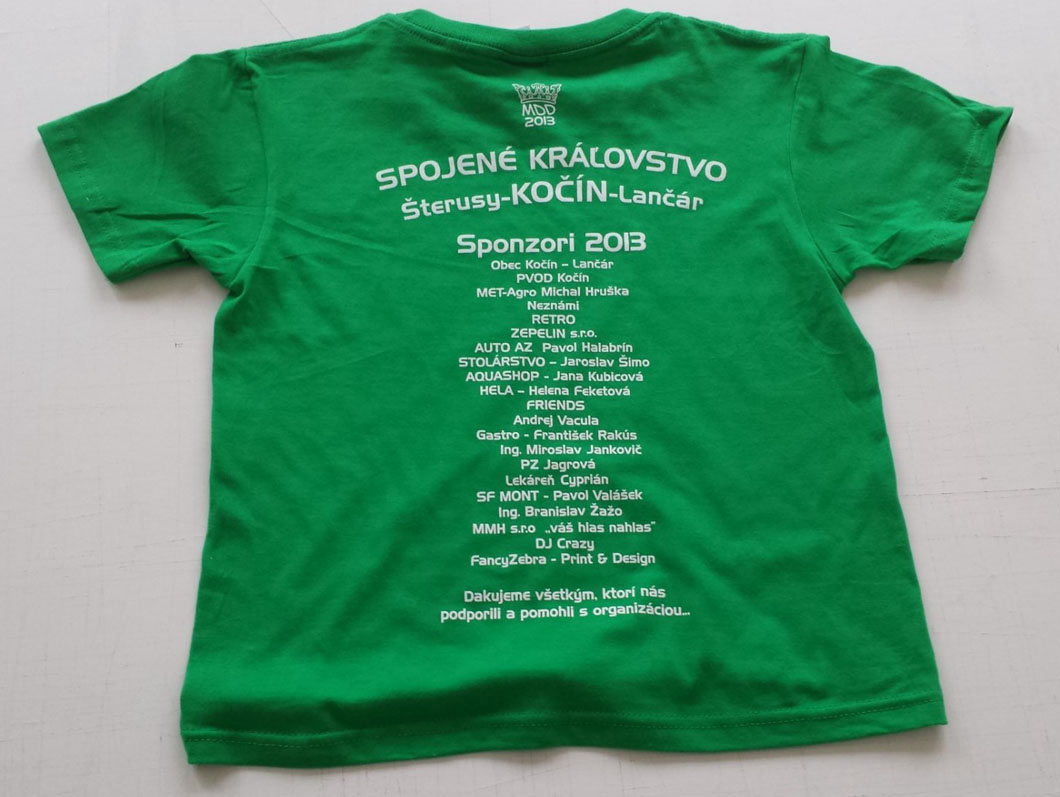 MDD
2013
SPOJENÉ KRÁĽOVSTVO
Šterusy-KOČÍN-Lančár
Sponzori 2013
Obec Kočín – Lančár
PVOD Kočín
MET-Agro Michal Hruška
Neznámi
RETRO
ZEPELIN s.r.o.
AUTO AZ Pavol Halabrín
STOLÁRSTVO – Jaroslav Šimo
AQUASHOP - Jana Kubicová
HELA – Helena Feketová
FRIENDS
Andrej Vacula
Gastro - František Rakús
Ing. Miroslav Jankovič
PZ Jagrová
Lekáreň Cyprián
SF MONT - Pavol Valášek
Ing. Branislav Žažo
MMH s.r.o „váš hlas nahlas"
DJ Crazy
FancyZebra - Print & Design
Dakujeme všetkým, ktorí nás
podporili a pomohli s organizáciou...